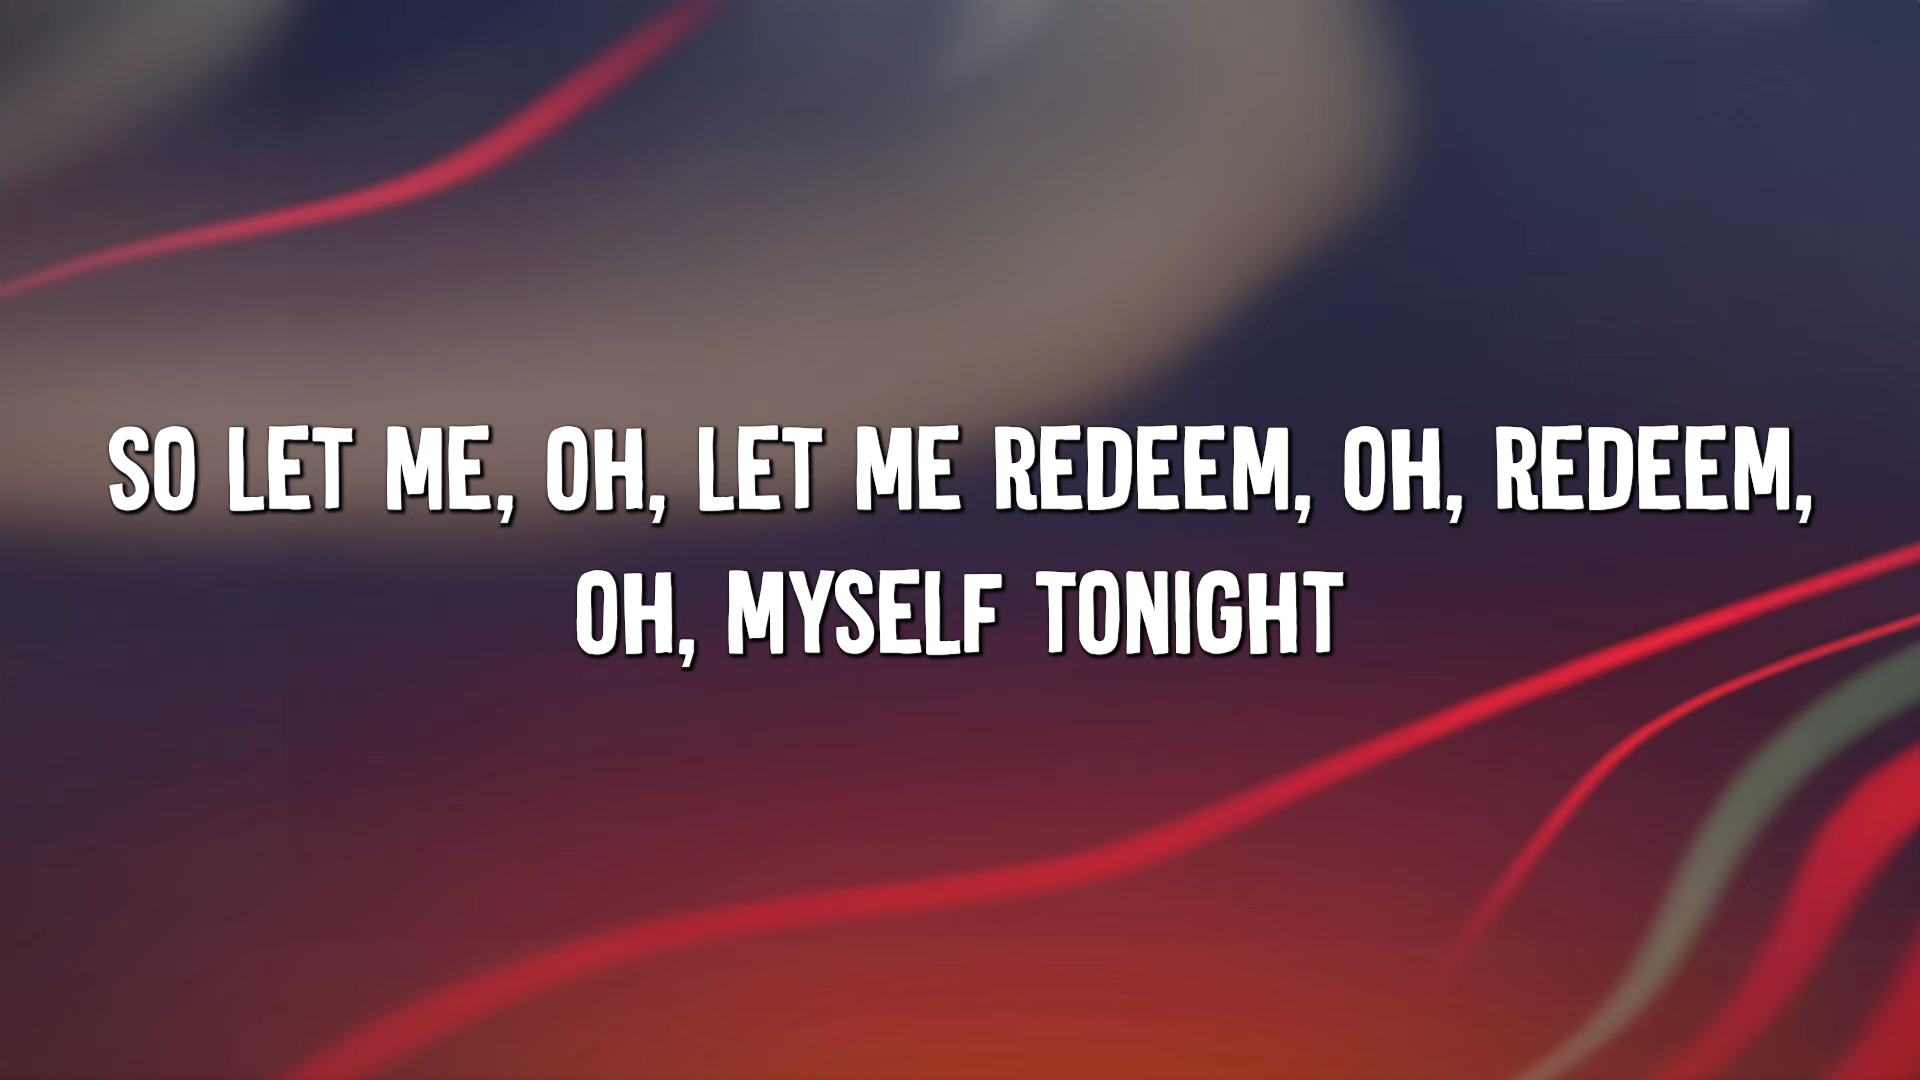 SO LET ME, OH, LET ME REDEEM, OH, REDEEM,
OH, MYSELF TONIGHT